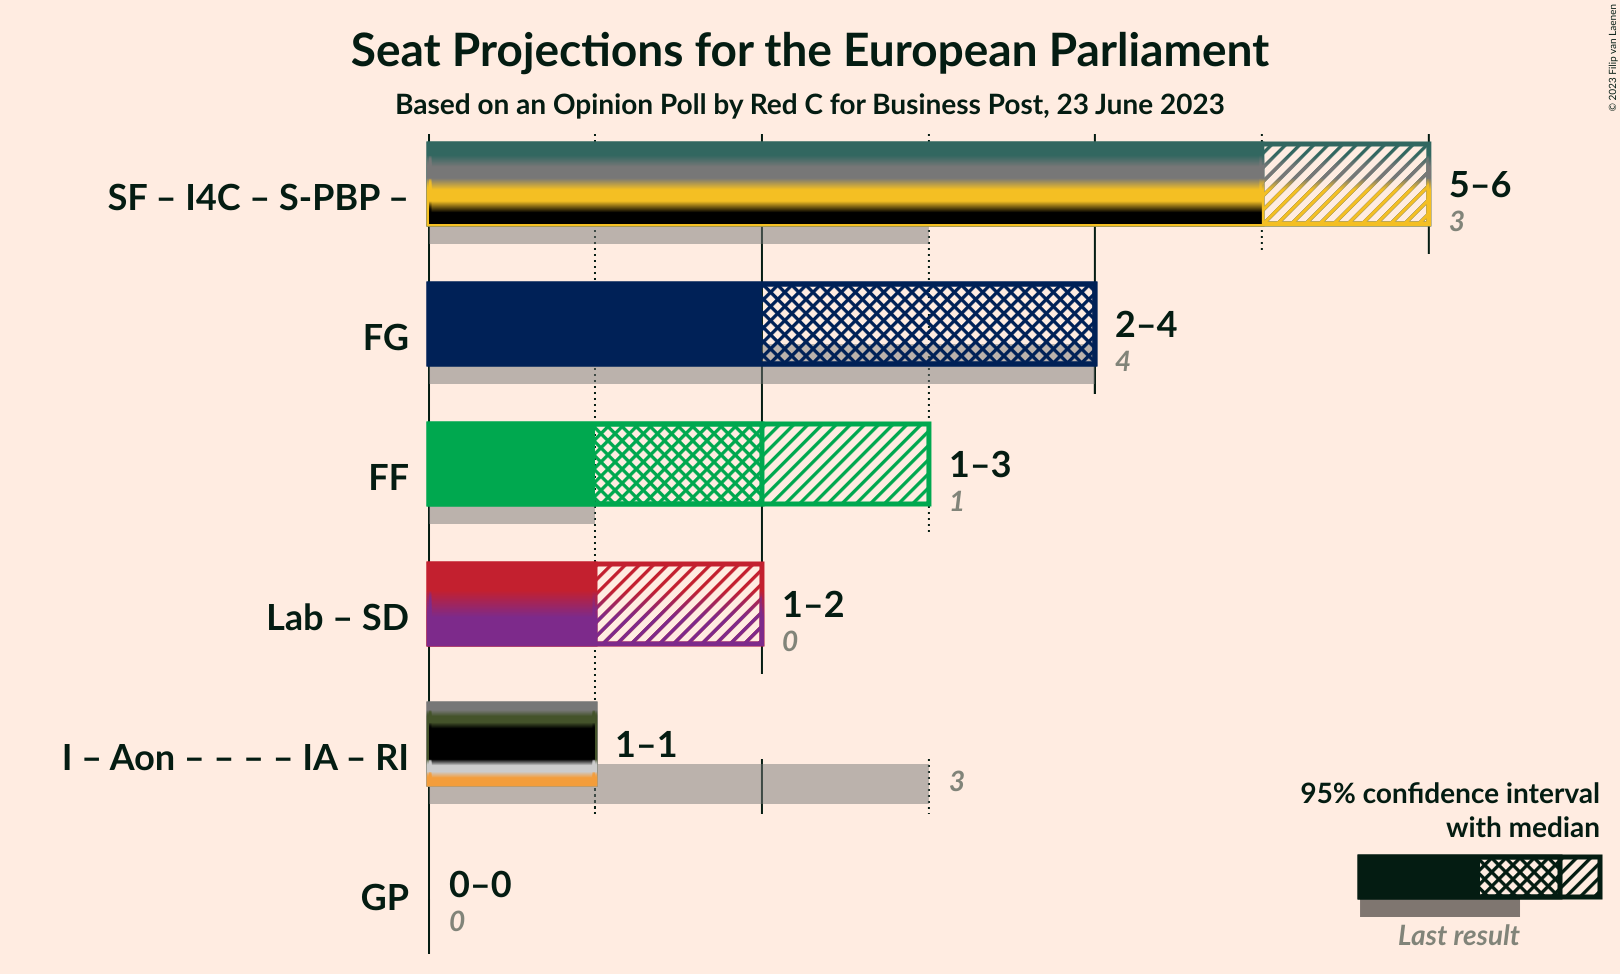 Seat Projections for the European Parliament
Based on an Opinion Poll by Red C for Business Post, 23 June 2023
© 2023 Filip van Laenen
SF – I4C – S-PBP –
5–6
3
FG
2–4
4
FF
1–3
1
Lab – SD
1–2
0
I – Aon – – – – IA – RI
1–1
3
GP
0–0
0
95% confidence interval
with median
Last result